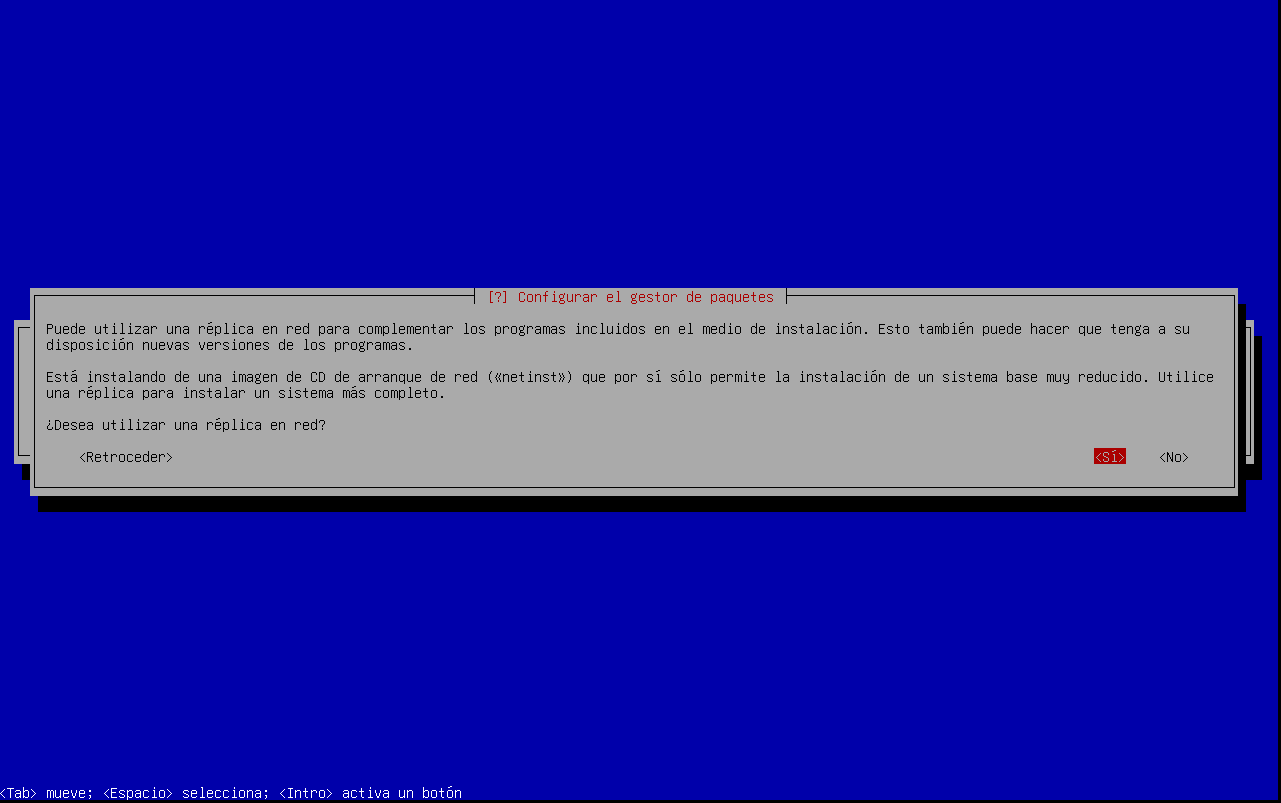 [?] Configurar el gestor de paquetes
Puede utilizar una réplica en red para complementar los programas incluidos en el medio de instalación. Esto también puede hacer que tenga a su
disposición nuevas versiones de los programas.
Está instalando de una imagen de CD de arranque de red («netinst») que por sí sólo permite la instalación de un sistema base muy reducido. Utilice
una réplica para instalar un sistema más completo.
¿Desea utilizar una réplica en red?
<Retroceder> <Sí> <No>
<Tab> mueve; <Espacio> selecciona; <Intro> activa un botón